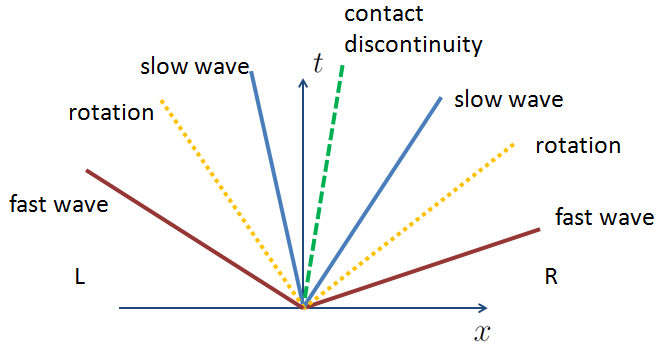 contact
discontinuity
slow wave
t
slow wave
rotation
rotation
fast wave
fast wave
L
R
x